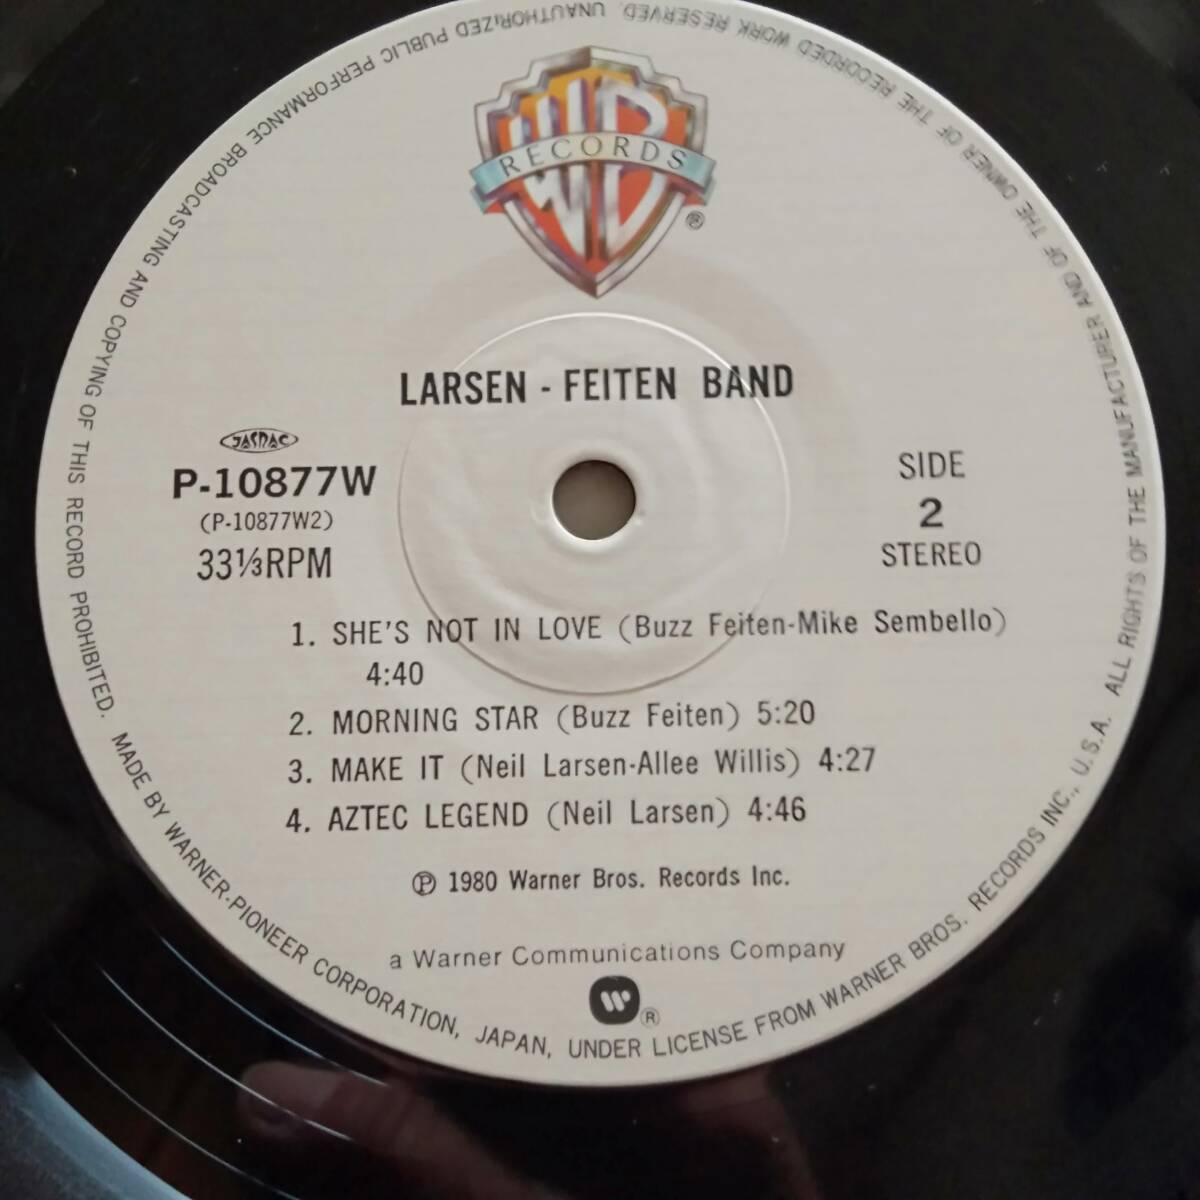 WB
RECORDS
®
LARSEN - FEITEN BAND
JASRAC
P-10877W
(P-10877W2)
33⅓RPM
SIDE
2
STEREO
1. SHE'S NOT IN LOVE (Buzz Feiten-Mike Sembello)
4:40
2. MORNING STAR (Buzz Feiten) 5:20
3. MAKE IT (Neil Larsen-Allee Willis) 4:27
4. AZTEC LEGEND (Neil Larsen) 4:46
℗ 1980 Warner Bros. Records Inc.
a Warner Communications Company
W ®
MADE BY WARNER-PIONEER CORPORATION, JAPAN, UNDER LICENSE FROM WARNER BROS. RECORDS INC., U.S.A. ALL RIGHTS OF THE MANUFACTURER AND OF THE OWNER OF THE RECORDED WORK RESERVED. UNAUTHORIZED PUBLIC PERFORMANCE BROADCASTING AND COPYING OF THIS RECORD PROHIBITED.